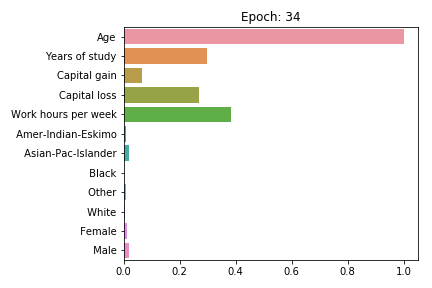 Epoch: 34
Age
Years of study
Capital gain
Capital loss
Work hours per week
Amer-Indian-Eskimo
Asian-Pac-Islander
Black
Other
White
Female
Male
0.0 0.2 0.4 0.6 0.8 1.0